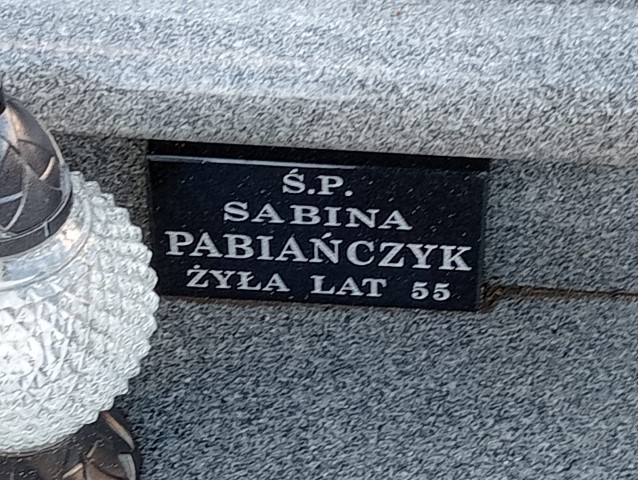 Ś.P.
SABINA
PABIAŃCZYK
ŻYŁA LAT 55